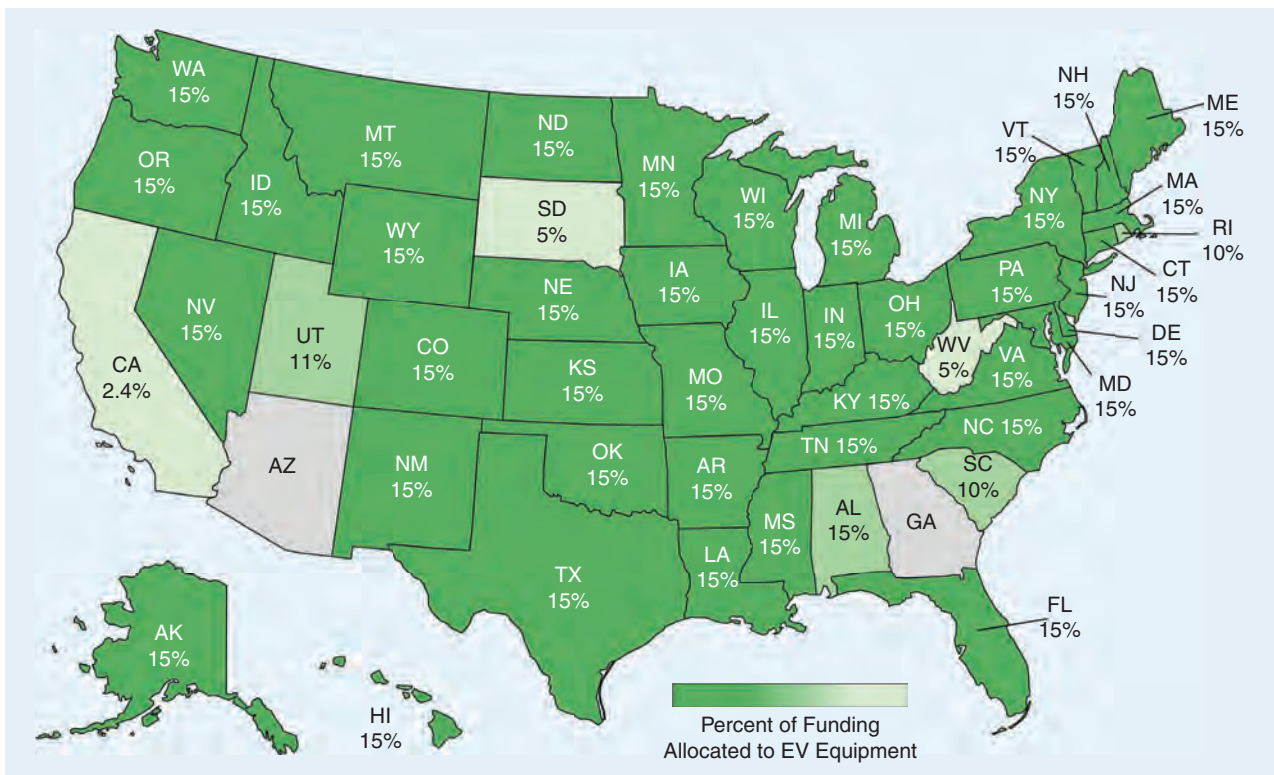 WA
15%
OR
15%
ID
15%
MT
15%
ND
15%
MN
15%
WI
15%
MI
15%
NY
15%
VT
15%
NH
15%
ME
15%
MA
15%
RI
10%
CT
15%
NJ
15%
DE
15%
MD
15%
PA
15%
SD
5%
WY
15%
NE
15%
IA
15%
IL
15%
IN
15%
OH
15%
WV
5%
VA
15%
CA
2.4%
NV
15%
UT
11%
CO
15%
KS
15%
MO
15%
KY 15%
NC 15%
TN 15%
SC
10%
AZ
NM
15%
OK
15%
AR
15%
MS
15%
AL
15%
GA
LA
15%
TX
15%
FL
15%
AK
15%
HI
15%
Percent of Funding
Allocated to EV Equipment